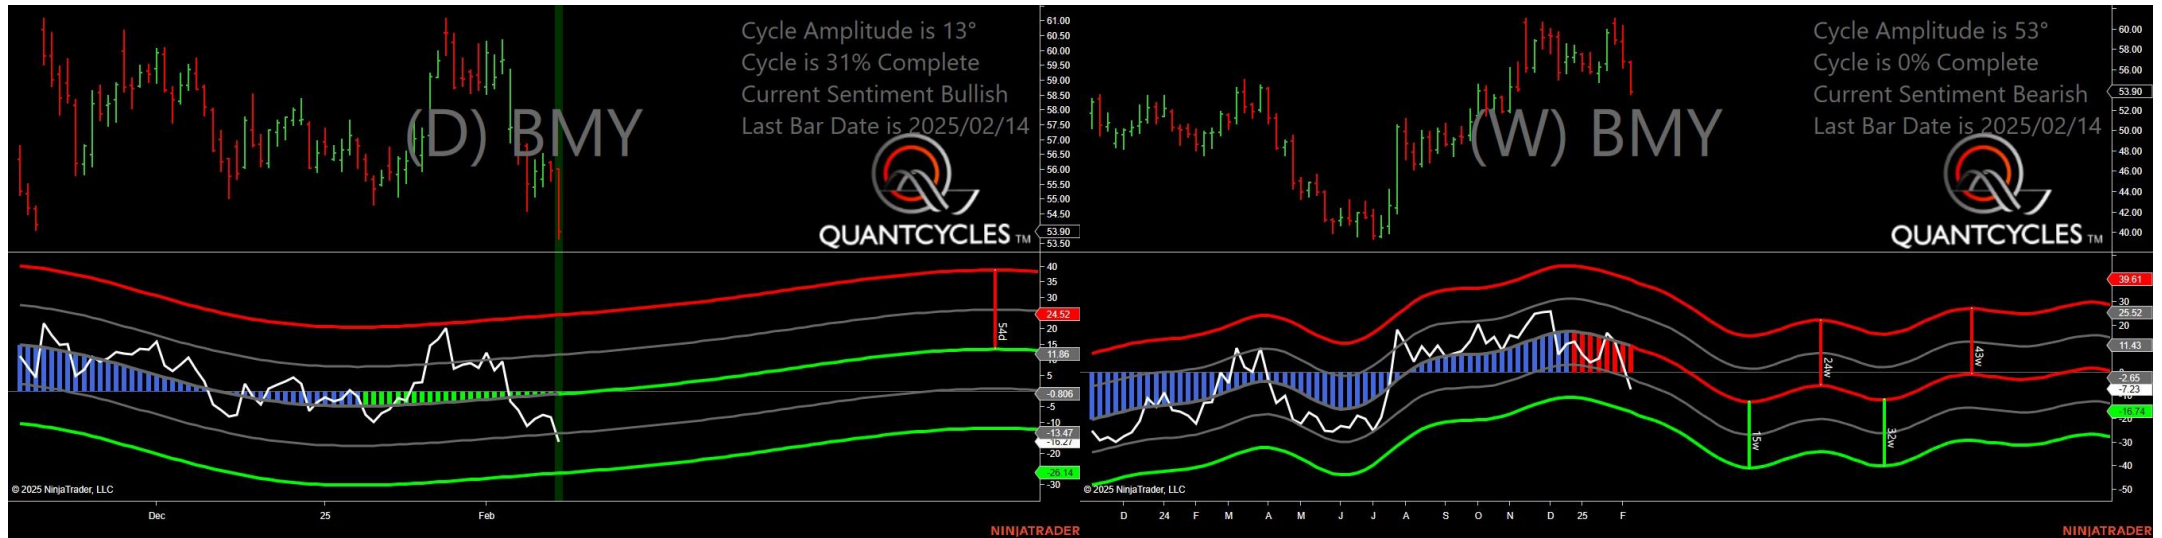 Cycle Amplitude is 13°
Cycle is 31% Complete
Current Sentiment Bullish
Last Bar Date is 2025/02/14
(D) BMY
QUANTCYCLES TM
61.00
60.50
60.00
59.50
59.00
58.50
58.00
57.50
57.00
56.50
56.00
55.50
55.00
54.50
53.90
53.50
40
35
30
24.52
20
15
11.86
5
-0.806
-5
-10
-13.47
-16.27
-20
-26.14
-30
54d
© 2025 NinjaTrader, LLC
Dec
25
Feb
NINJATRADER
Cycle Amplitude is 53°
Cycle is 0% Complete
Current Sentiment Bearish
Last Bar Date is 2025/02/14
(W) BMY
QUANTCYCLES TM
60.00
58.00
56.00
53.90
52.00
50.00
48.00
46.00
44.00
42.00
40.00
39.61
30
25.52
20
11.43
-2.65
-7.23
-16.74
-30
-40
-50
15w
24w
32w
43w
© 2025 NinjaTrader, LLC
D 24 F M A M J J A S O N D 25 F
NINJATRADER